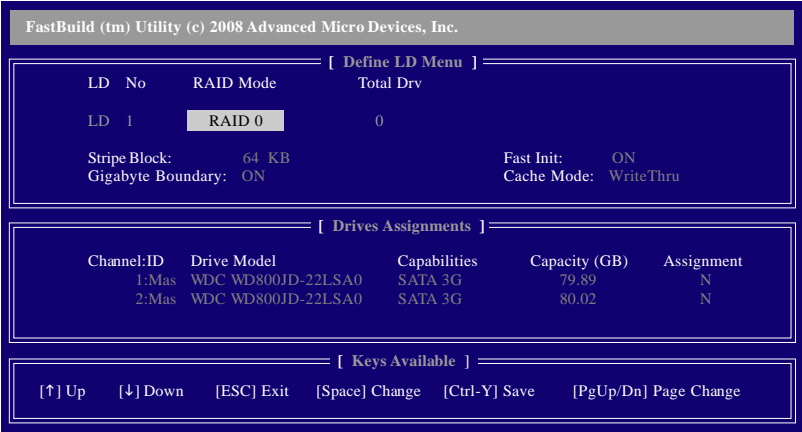 FastBuild (tm) Utility (c) 2008 Advanced Micro Devices, Inc.
[ Define LD Menu ]
LD No RAID Mode Total Drv
LD 1 RAID 0 0
Stripe Block: 64 KB Fast Init: ON
Gigabyte Boundary: ON Cache Mode: WriteThru
[ Drives Assignments ]
Channel:ID Drive Model Capabilities Capacity (GB) Assignment
1:Mas WDC WD800JD-22LSA0 SATA 3G 79.89 N
2:Mas WDC WD800JD-22LSA0 SATA 3G 80.02 N
[ Keys Available ]
[↑] Up [↓] Down [ESC] Exit [Space] Change [Ctrl-Y] Save [PgUp/Dn] Page Change